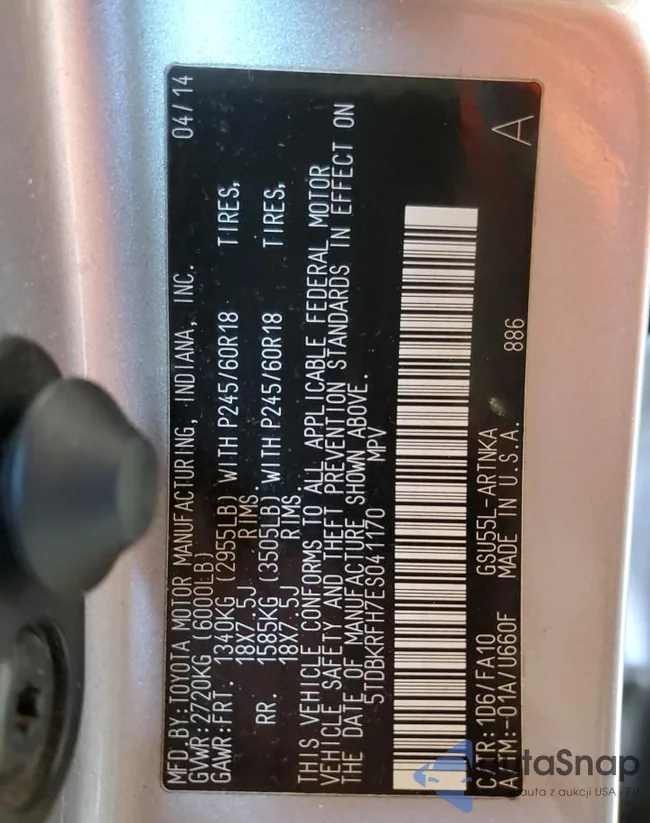 MFD.BY:TOYOTA MOTOR MANUFACTURING, INDIANA, INC. 04/14
GVWR:2720KG (6000LB)
GAWR:FRT. 1340KG (2955LB) WITH P245/60R18 TIRES,
18X7.5J RIMS.
RR. 1585KG (3505LB) WITH P245/60R18 TIRES,
18X7.5J RIMS.
THIS VEHICLE CONFORMS TO ALL APPLICABLE FEDERAL MOTOR
VEHICLE SAFETY AND THEFT PREVENTION STANDARDS IN EFFECT ON
THE DATE OF MANUFACTURE SHOWN ABOVE.
5TDBKRFH7ES041170 MPV
C/TR:1D6/FA10 GSU55L-ARTNKA 886
A/TM:-01A/U660F MADE IN U.S.A. A
AutaSnap
auta z aukcji USA i EU